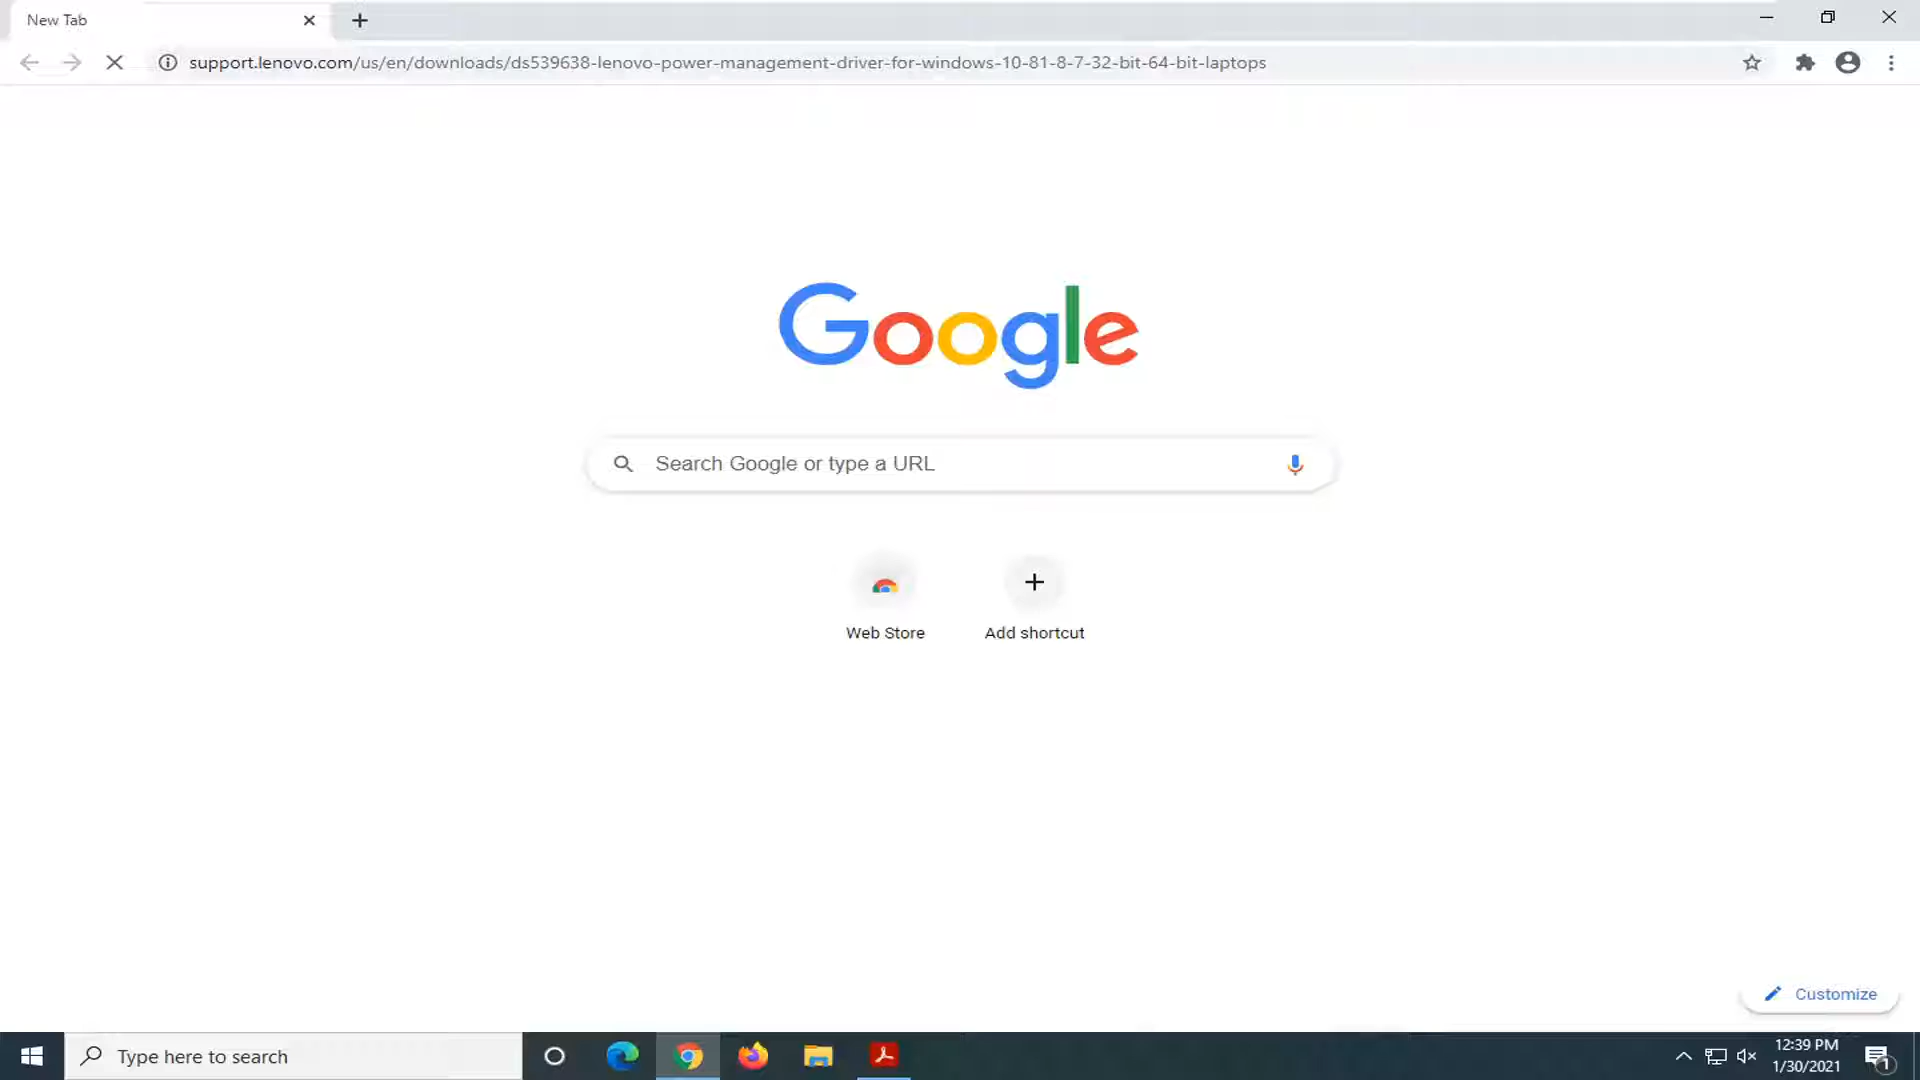 New Tab
support.lenovo.com/us/en/downloads/ds539638-lenovo-power-management-driver-for-windows-10-81-8-7-32-bit-64-bit-laptops
Google
Search Google or type a URL
Web Store
Add shortcut
Customize
Type here to search
12:39 PM
1/30/2021
1